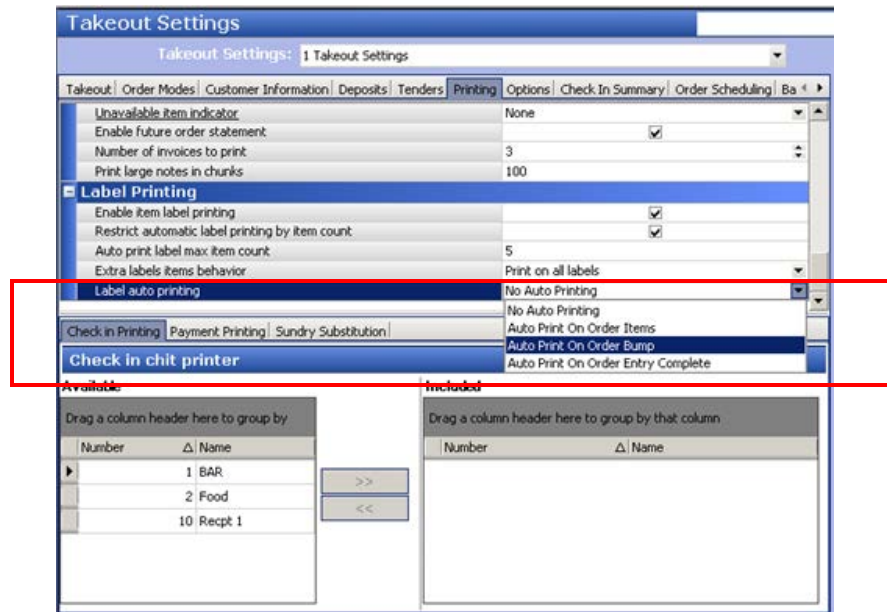 Takeout Settings
Takeout Settings: 1 Takeout Settings
Takeout Order Modes Customer Information Deposits Tenders Printing Options Check In Summary Order Scheduling Ba
Unavailable item indicator None
Enable future order statement
Number of invoices to print 3
Print large notes in chunks 100
Label Printing
Enable item label printing
Restrict automatic label printing by item count
Auto print label max item count 5
Extra labels items behavior Print on all labels
Label auto printing No Auto Printing
No Auto Printing
Auto Print On Order Items
Auto Print On Order Bump
Auto Print On Order Entry Complete
Check in Printing Payment Printing Sundry Substitution
Check in chit printer
Available Included
Drag a column header here to group by Drag a column header here to group by that column
Number Name Number Name
1 BAR
>>
2 Food
<<
10 Recpt 1